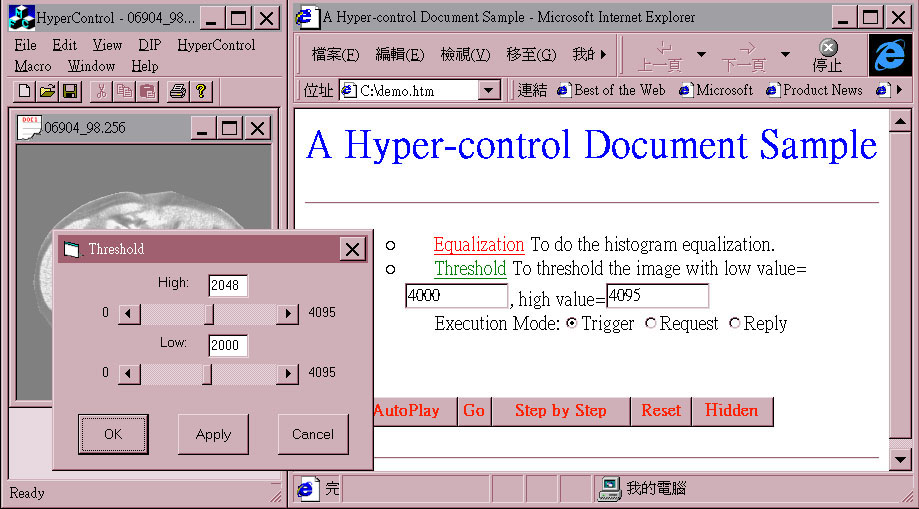 HyperControl - 06904_98...
File Edit View DIP HyperControl
Macro Window Help
06904_98.256
Threshold
High: 2048
0 4095
Low: 2000
0 4095
OK Apply Cancel
Ready
A Hyper-control Document Sample - Microsoft Internet Explorer
檔案(F) 編輯(E) 檢視(V) 移至(G) 我的
上一頁 下一頁 停止
位址 C:\demo.htm 連結 Best of the Web Microsoft Product News
A Hyper-control Document Sample
Equalization To do the histogram equalization.
Threshold To threshold the image with low value=
4000 , high value= 4095
Execution Mode: Trigger Request Reply
AutoPlay Go Step by Step Reset Hidden
完 我的電腦